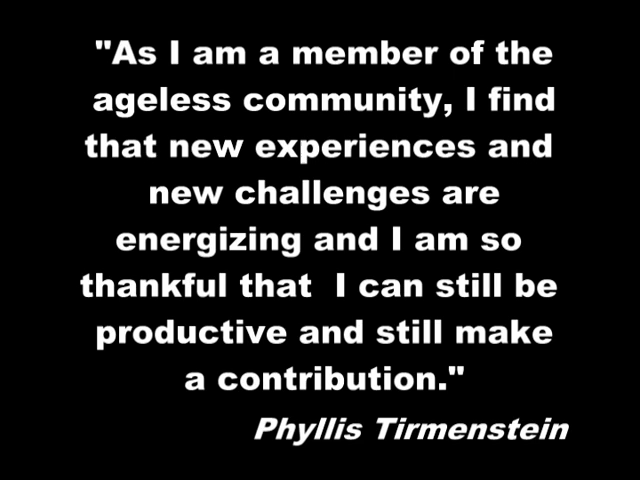 "As I am a member of the
ageless community, I find
that new experiences and
new challenges are
energizing and I am so
thankful that  I can still be
productive and still make
a contribution."
Phyllis Tirmenstein